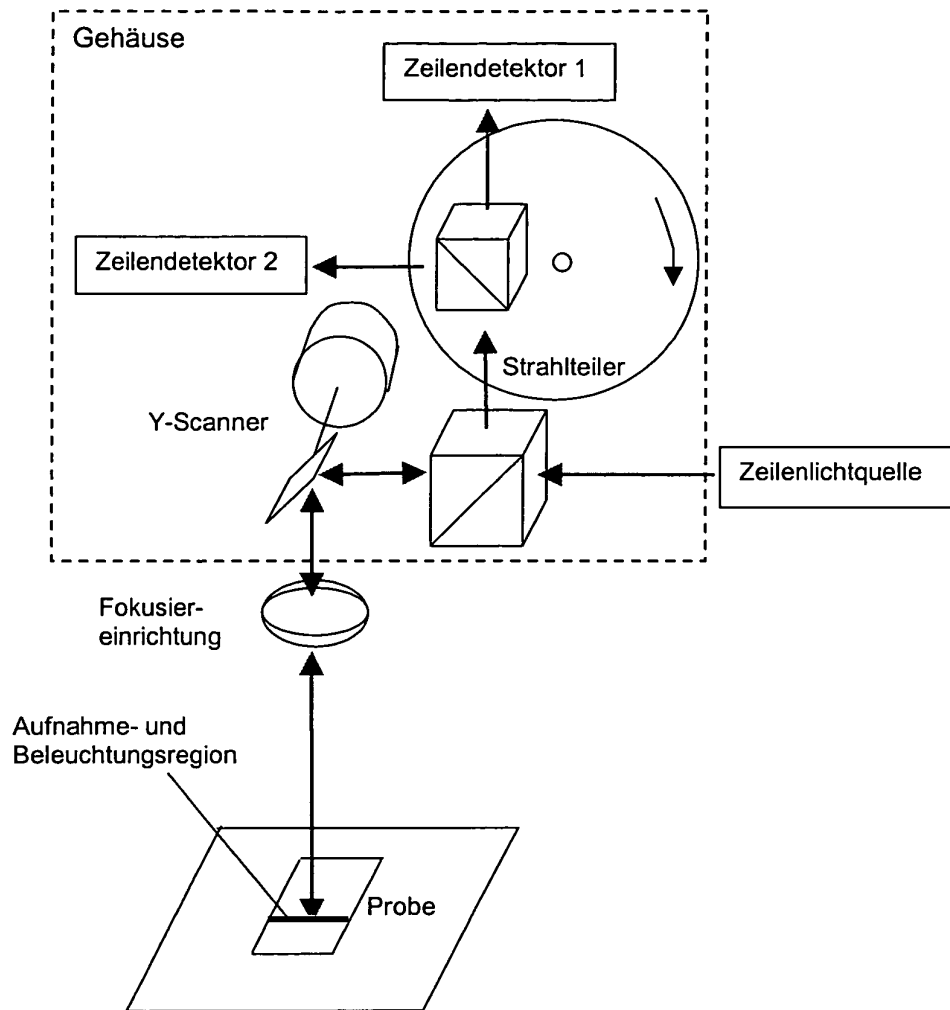 Gehäuse
Zeilendetektor 1
Zeilendetektor 2
Strahlteiler
Y-Scanner
Zeilenlichtquelle
Fokusier-
einrichtung
Aufnahme- und
Beleuchtungsregion
Probe